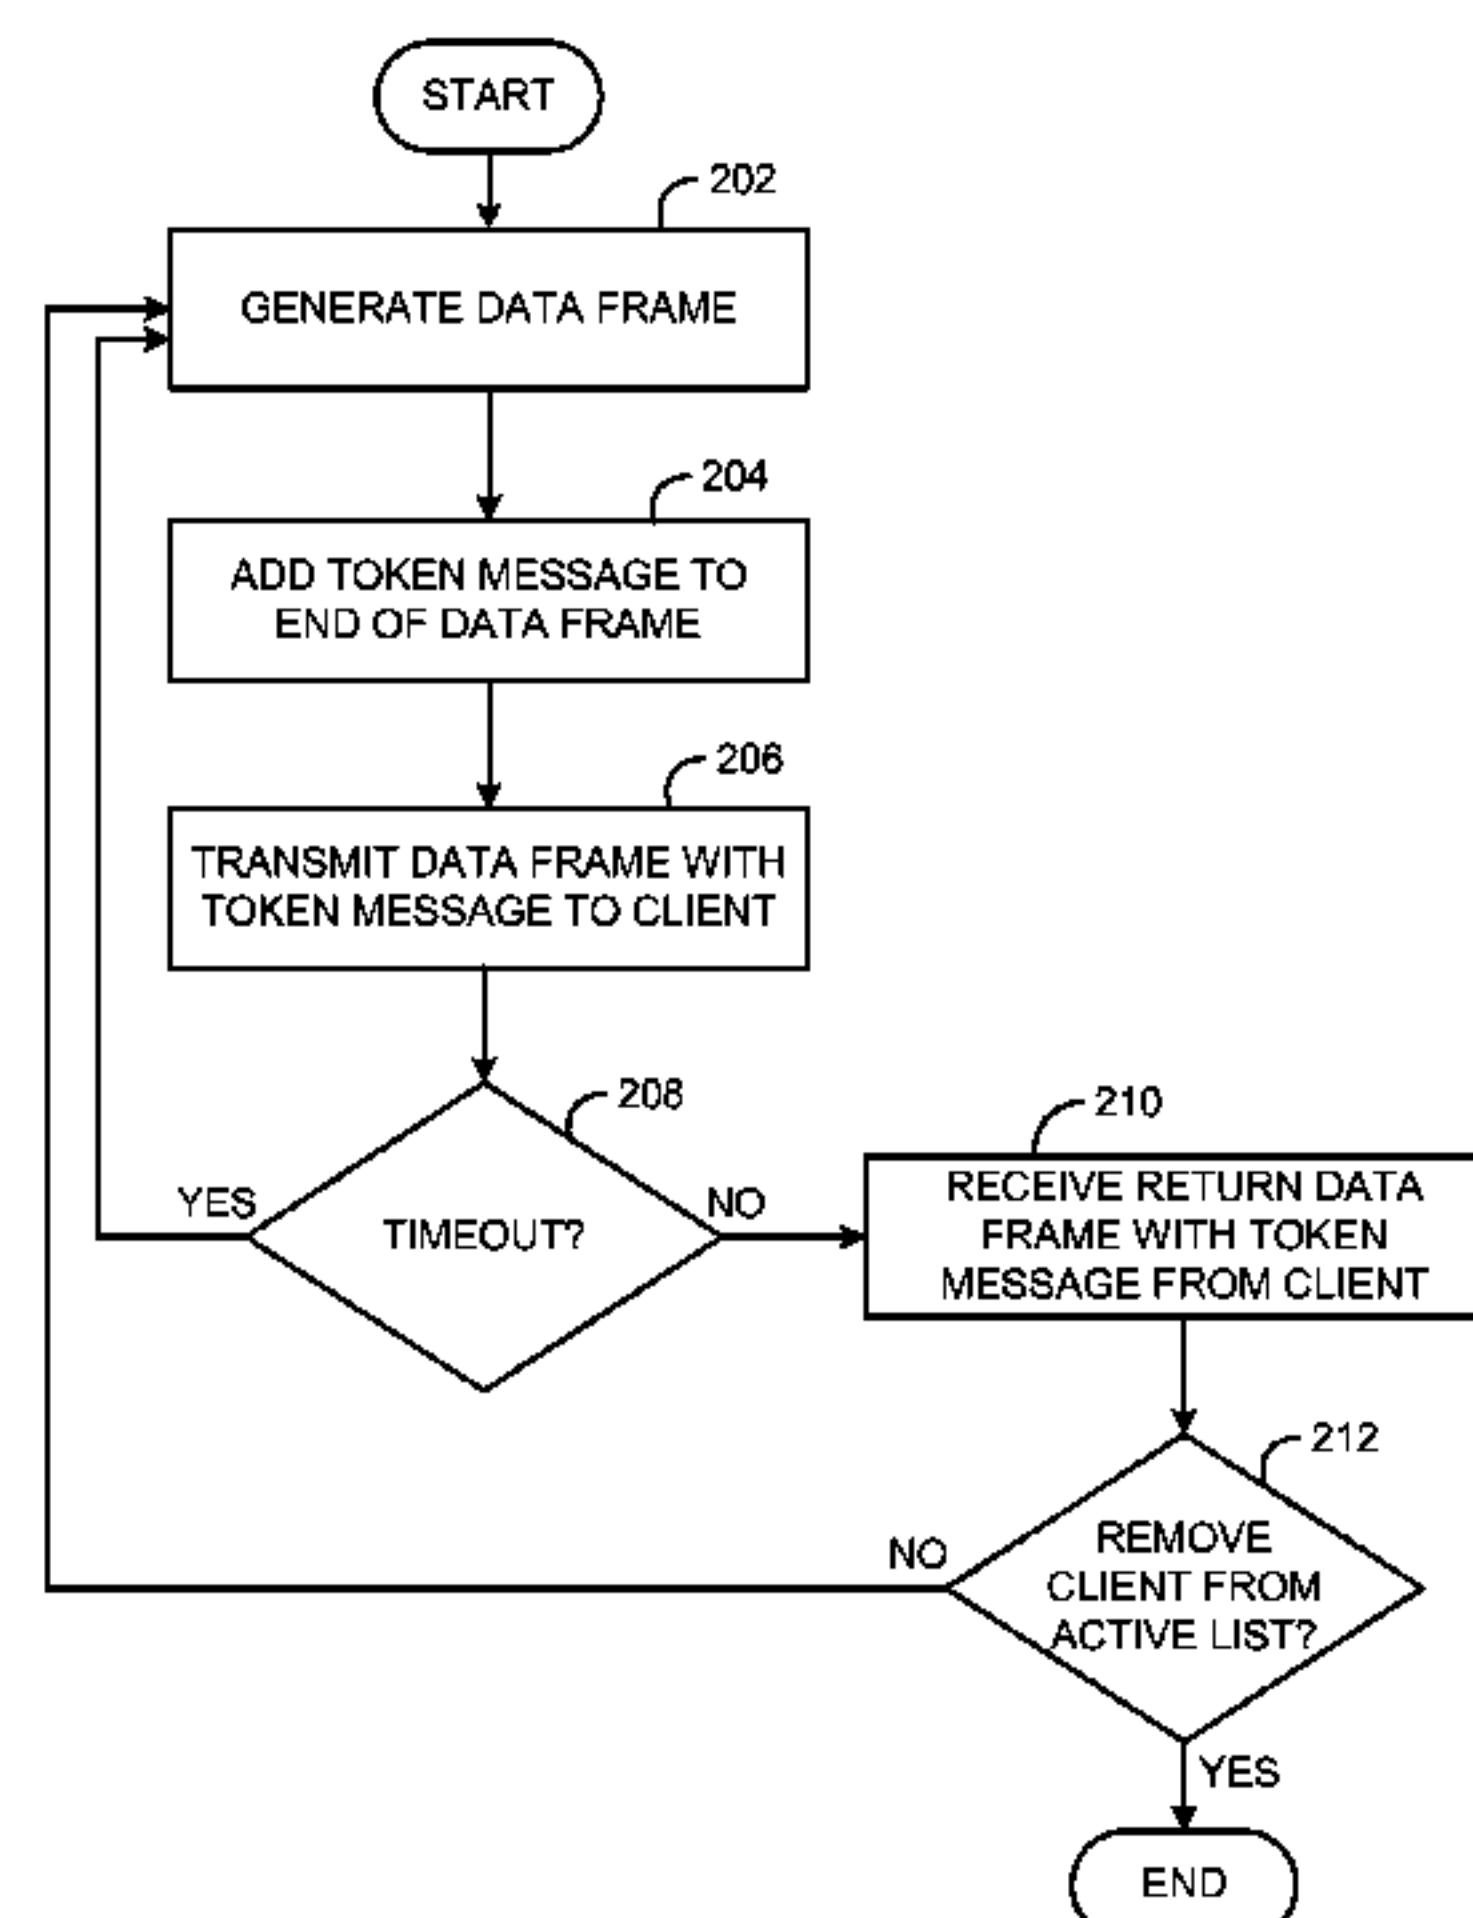 START
202
GENERATE DATA FRAME
204
ADD TOKEN MESSAGE TO
END OF DATA FRAME
206
TRANSMIT DATA FRAME WITH
TOKEN MESSAGE TO CLIENT
208
YES
TIMEOUT?
NO
210
RECEIVE RETURN DATA
FRAME WITH TOKEN
MESSAGE FROM CLIENT
212
NO
REMOVE
CLIENT FROM
ACTIVE LIST?
YES
END